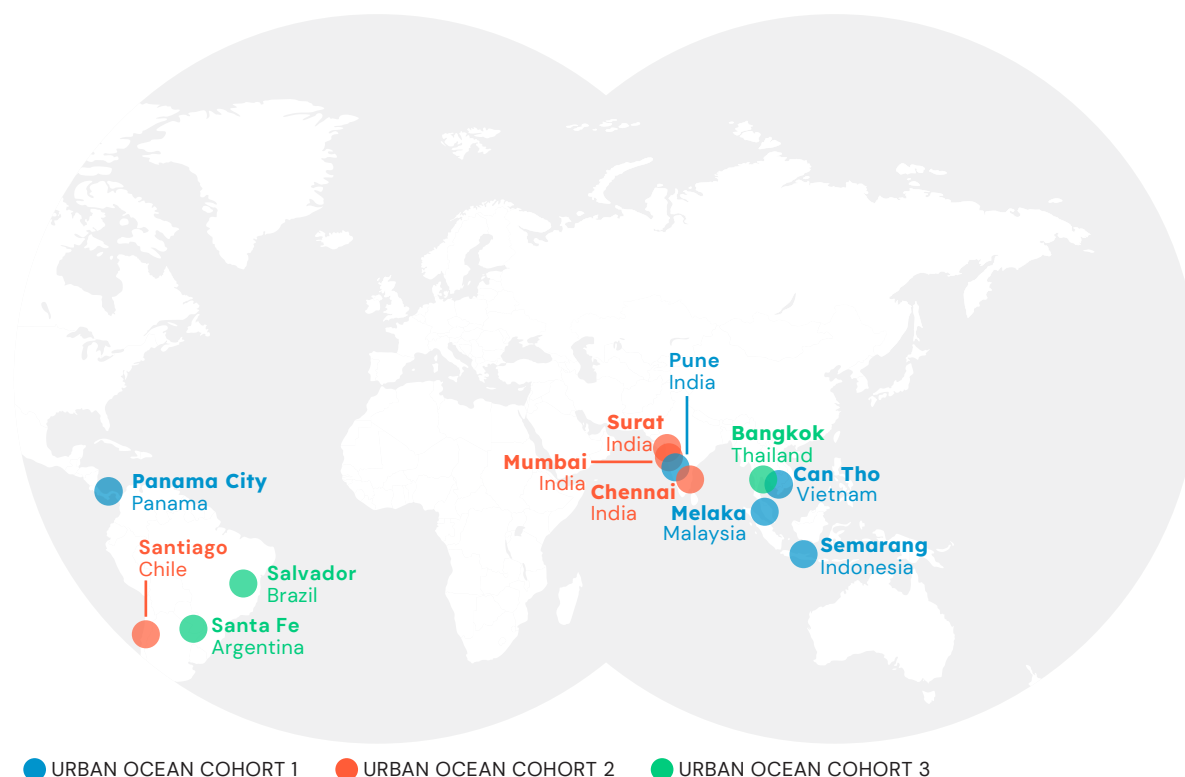 Pune
India
Surat
India
Mumbai
India
Chennai
India
Bangkok
Thailand
Can Tho
Vietnam
Melaka
Malaysia
Semarang
Indonesia
Panama City
Panama
Santiago
Chile
Salvador
Brazil
Santa Fe
Argentina
URBAN OCEAN COHORT 1
URBAN OCEAN COHORT 2
URBAN OCEAN COHORT 3